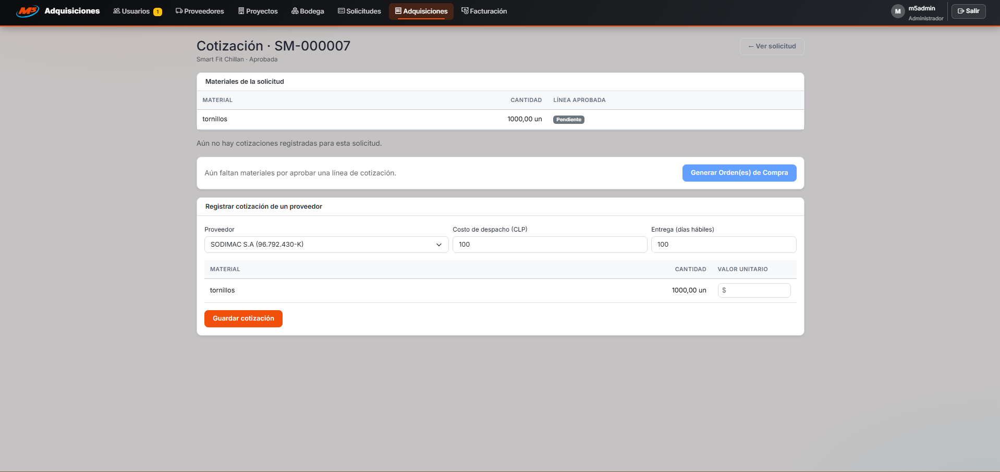 M5 Adquisiciones Usuarios 1 Proveedores Proyectos Bodega Solicitudes Adquisiciones Facturación M m5admin Administrador Salir
Cotización · SM-000007
← Ver solicitud
Smart Fit Chillan · Aprobada
Materiales de la solicitud
MATERIAL CANTIDAD LÍNEA APROBADA
tornillos 1000,00 un Pendiente
Aún no hay cotizaciones registradas para esta solicitud.
Aún faltan materiales por aprobar una línea de cotización. Generar Orden(es) de Compra
Registrar cotización de un proveedor
Proveedor Costo de despacho (CLP) Entrega (días hábiles)
SODIMAC S.A (96.792.430-K) 100 100
MATERIAL CANTIDAD VALOR UNITARIO
tornillos 1000,00 un $
Guardar cotización